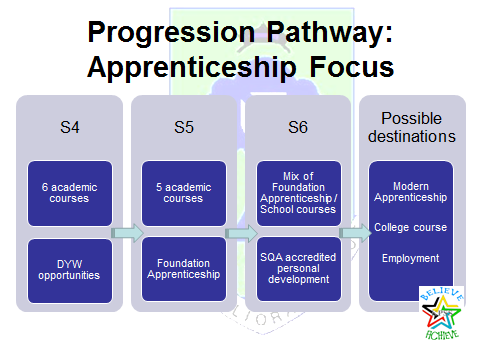 Progression Pathway:
Apprenticeship Focus
S4
6 academic
courses
DYW
opportunities
S5
5 academic
courses
Foundation
Apprenticeship
S6
Mix of
Foundation
Apprenticeship /
School courses
SQA accredited
personal
development
Possible
destinations
Modern
Apprenticeship
College course
Employment
BELIEVE
ACHIEVE